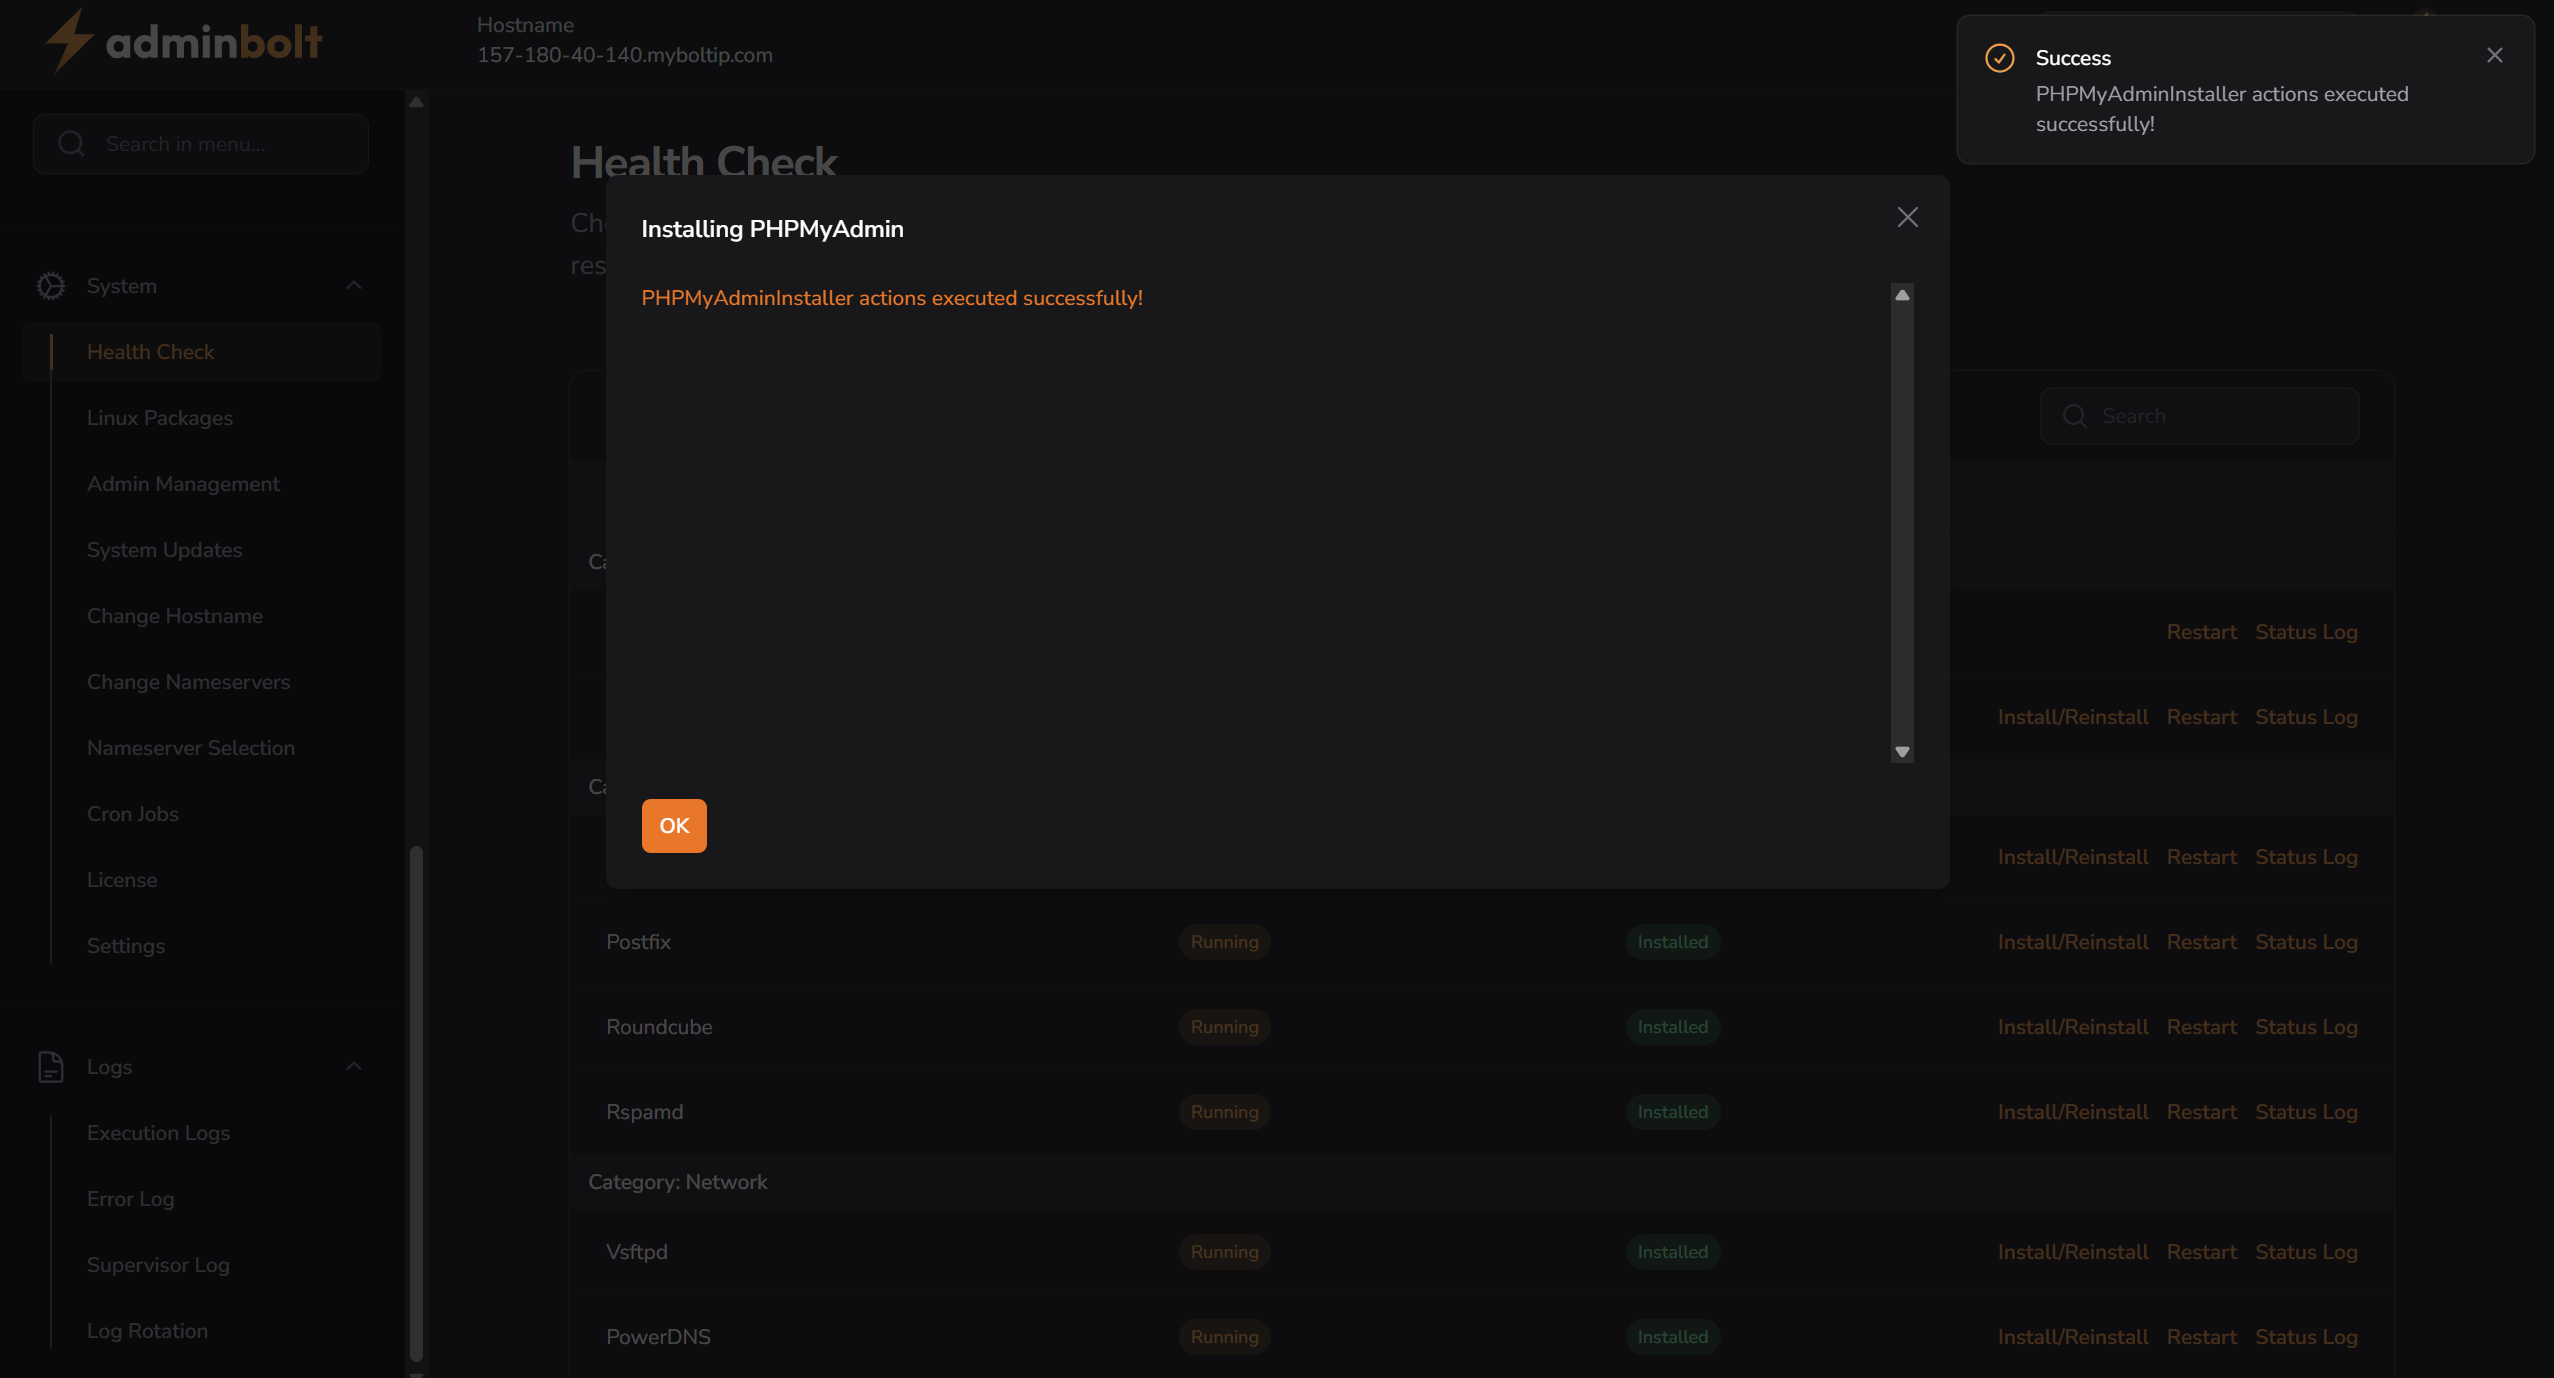 adminbolt
Hostname
157-180-40-140.myboltip.com
Success
PHPMyAdminInstaller actions executed
successfully!
Search in menu...
System
Health Check
Linux Packages
Admin Management
System Updates
Change Hostname
Change Nameservers
Nameserver Selection
Cron Jobs
License
Settings
Logs
Execution Logs
Error Log
Supervisor Log
Log Rotation
Health Check
Installing PHPMyAdmin
PHPMyAdminInstaller actions executed successfully!
OK
Search
Restart Status Log
Install/Reinstall Restart Status Log
Install/Reinstall Restart Status Log
Postfix Running Installed Install/Reinstall Restart Status Log
Roundcube Running Installed Install/Reinstall Restart Status Log
Rspamd Running Installed Install/Reinstall Restart Status Log
Category: Network
Vsftpd Running Installed Install/Reinstall Restart Status Log
PowerDNS Running Installed Install/Reinstall Restart Status Log